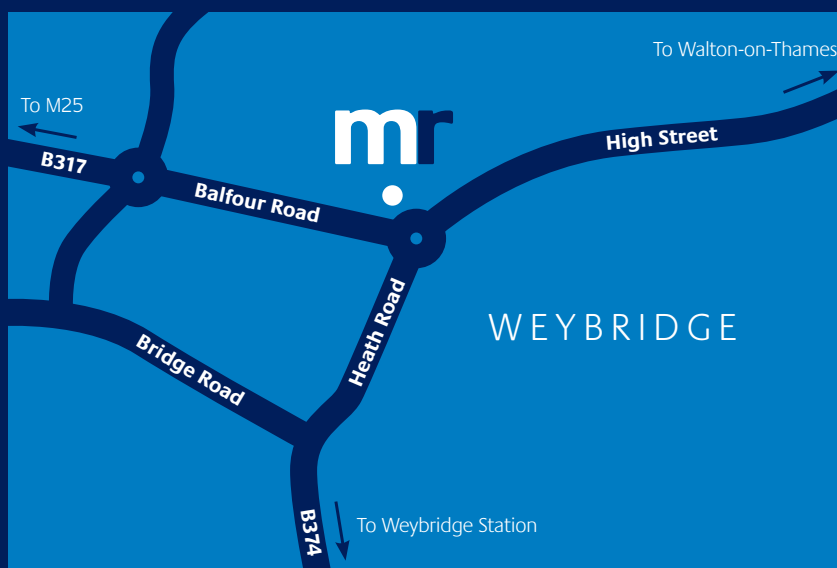 To Walton-on-Thames
To M25
mr
High Street
B317
Balfour Road
Heath Road
WEYBRIDGE
Bridge Road
B374
To Weybridge Station